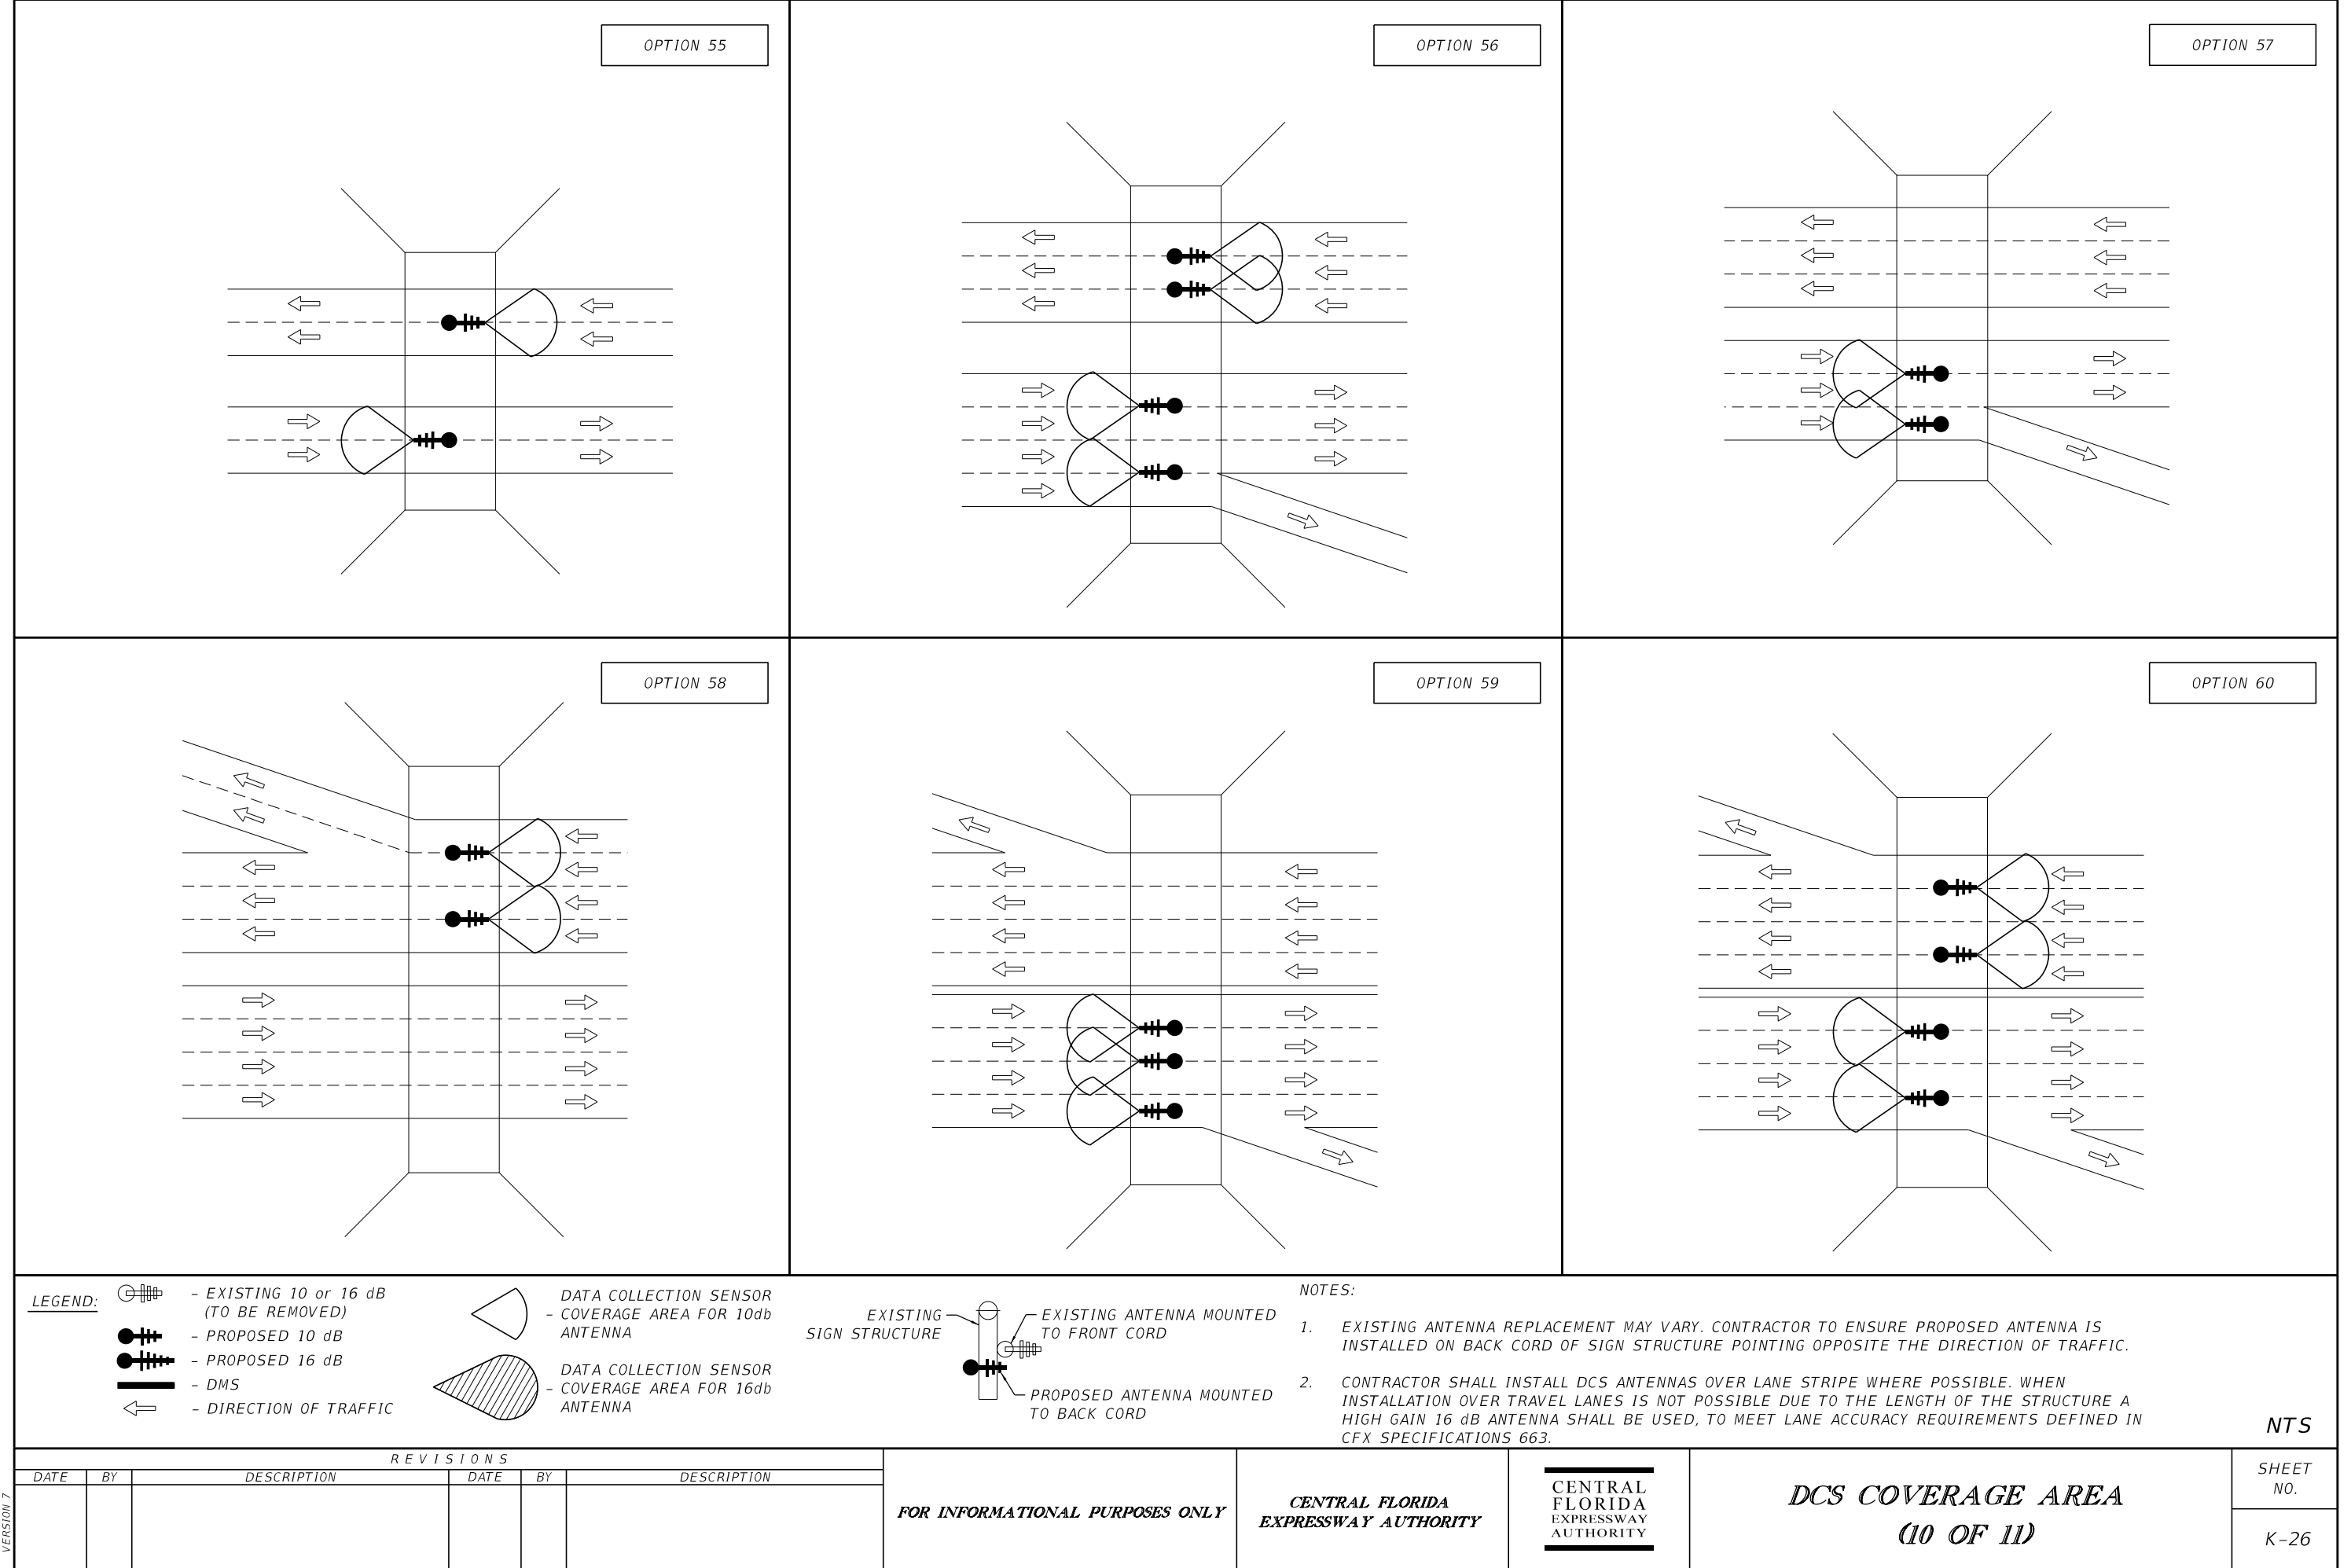 OPTION 55
OPTION 56
OPTION 57
OPTION 58
OPTION 59
OPTION 60
LEGEND:
- EXISTING 10 or 16 dB
(TO BE REMOVED)
- PROPOSED 10 dB
- PROPOSED 16 dB
- DMS
- DIRECTION OF TRAFFIC
DATA COLLECTION SENSOR
- COVERAGE AREA FOR 10db
ANTENNA
DATA COLLECTION SENSOR
- COVERAGE AREA FOR 16db
ANTENNA
EXISTING
SIGN STRUCTURE
EXISTING ANTENNA MOUNTED
TO FRONT CORD
PROPOSED ANTENNA MOUNTED
TO BACK CORD
NOTES:
1. EXISTING ANTENNA REPLACEMENT MAY VARY. CONTRACTOR TO ENSURE PROPOSED ANTENNA IS
INSTALLED ON BACK CORD OF SIGN STRUCTURE POINTING OPPOSITE THE DIRECTION OF TRAFFIC.
2. CONTRACTOR SHALL INSTALL DCS ANTENNAS OVER LANE STRIPE WHERE POSSIBLE. WHEN
INSTALLATION OVER TRAVEL LANES IS NOT POSSIBLE DUE TO THE LENGTH OF THE STRUCTURE A
HIGH GAIN 16 dB ANTENNA SHALL BE USED, TO MEET LANE ACCURACY REQUIREMENTS DEFINED IN
CFX SPECIFICATIONS 663.
NTS
REVISIONS
DATE BY DESCRIPTION DATE BY DESCRIPTION
FOR INFORMATIONAL PURPOSES ONLY
CENTRAL FLORIDA
EXPRESSWAY AUTHORITY
CENTRAL
FLORIDA
EXPRESSWAY
AUTHORITY
DCS COVERAGE AREA
(10 OF 11)
SHEET
NO.
K-26
VERSION 7